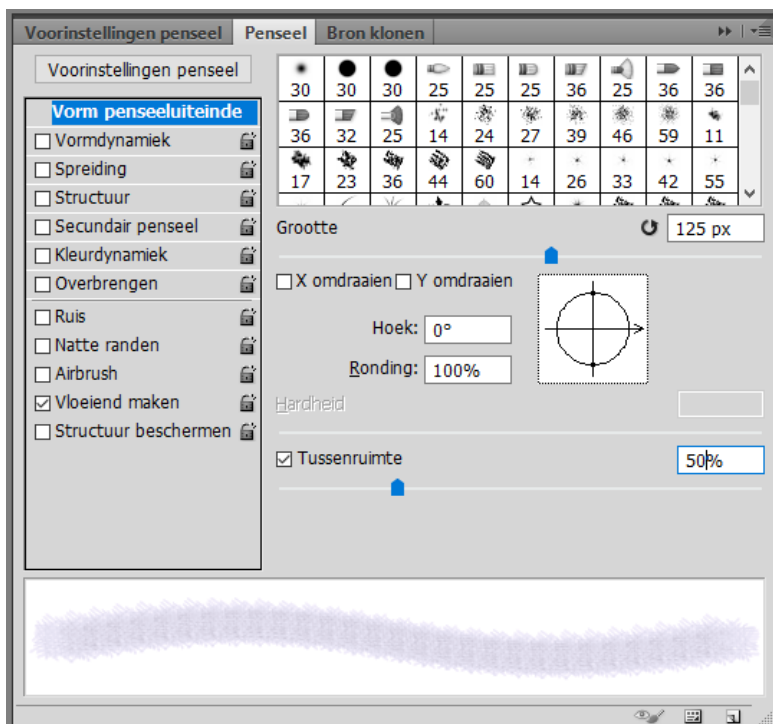 Voorinstellingen penseel Penseel Bron klonen
Voorinstellingen penseel
Vorm penseeluiteinde
Vormdynamiek
Spreiding
Structuur
Secundair penseel
Kleurdynamiek
Overbrengen
Ruis
Natte randen
Airbrush
Vloeiend maken
Structuur beschermen
30 30 30 25 25 25 36 25 36 36
36 32 25 14 24 27 39 46 59 11
17 23 36 44 60 14 26 33 42 55
Grootte 125 px
X omdraaien Y omdraaien
Hoek: 0°
Ronding: 100%
Hardheid
Tussenruimte 50%